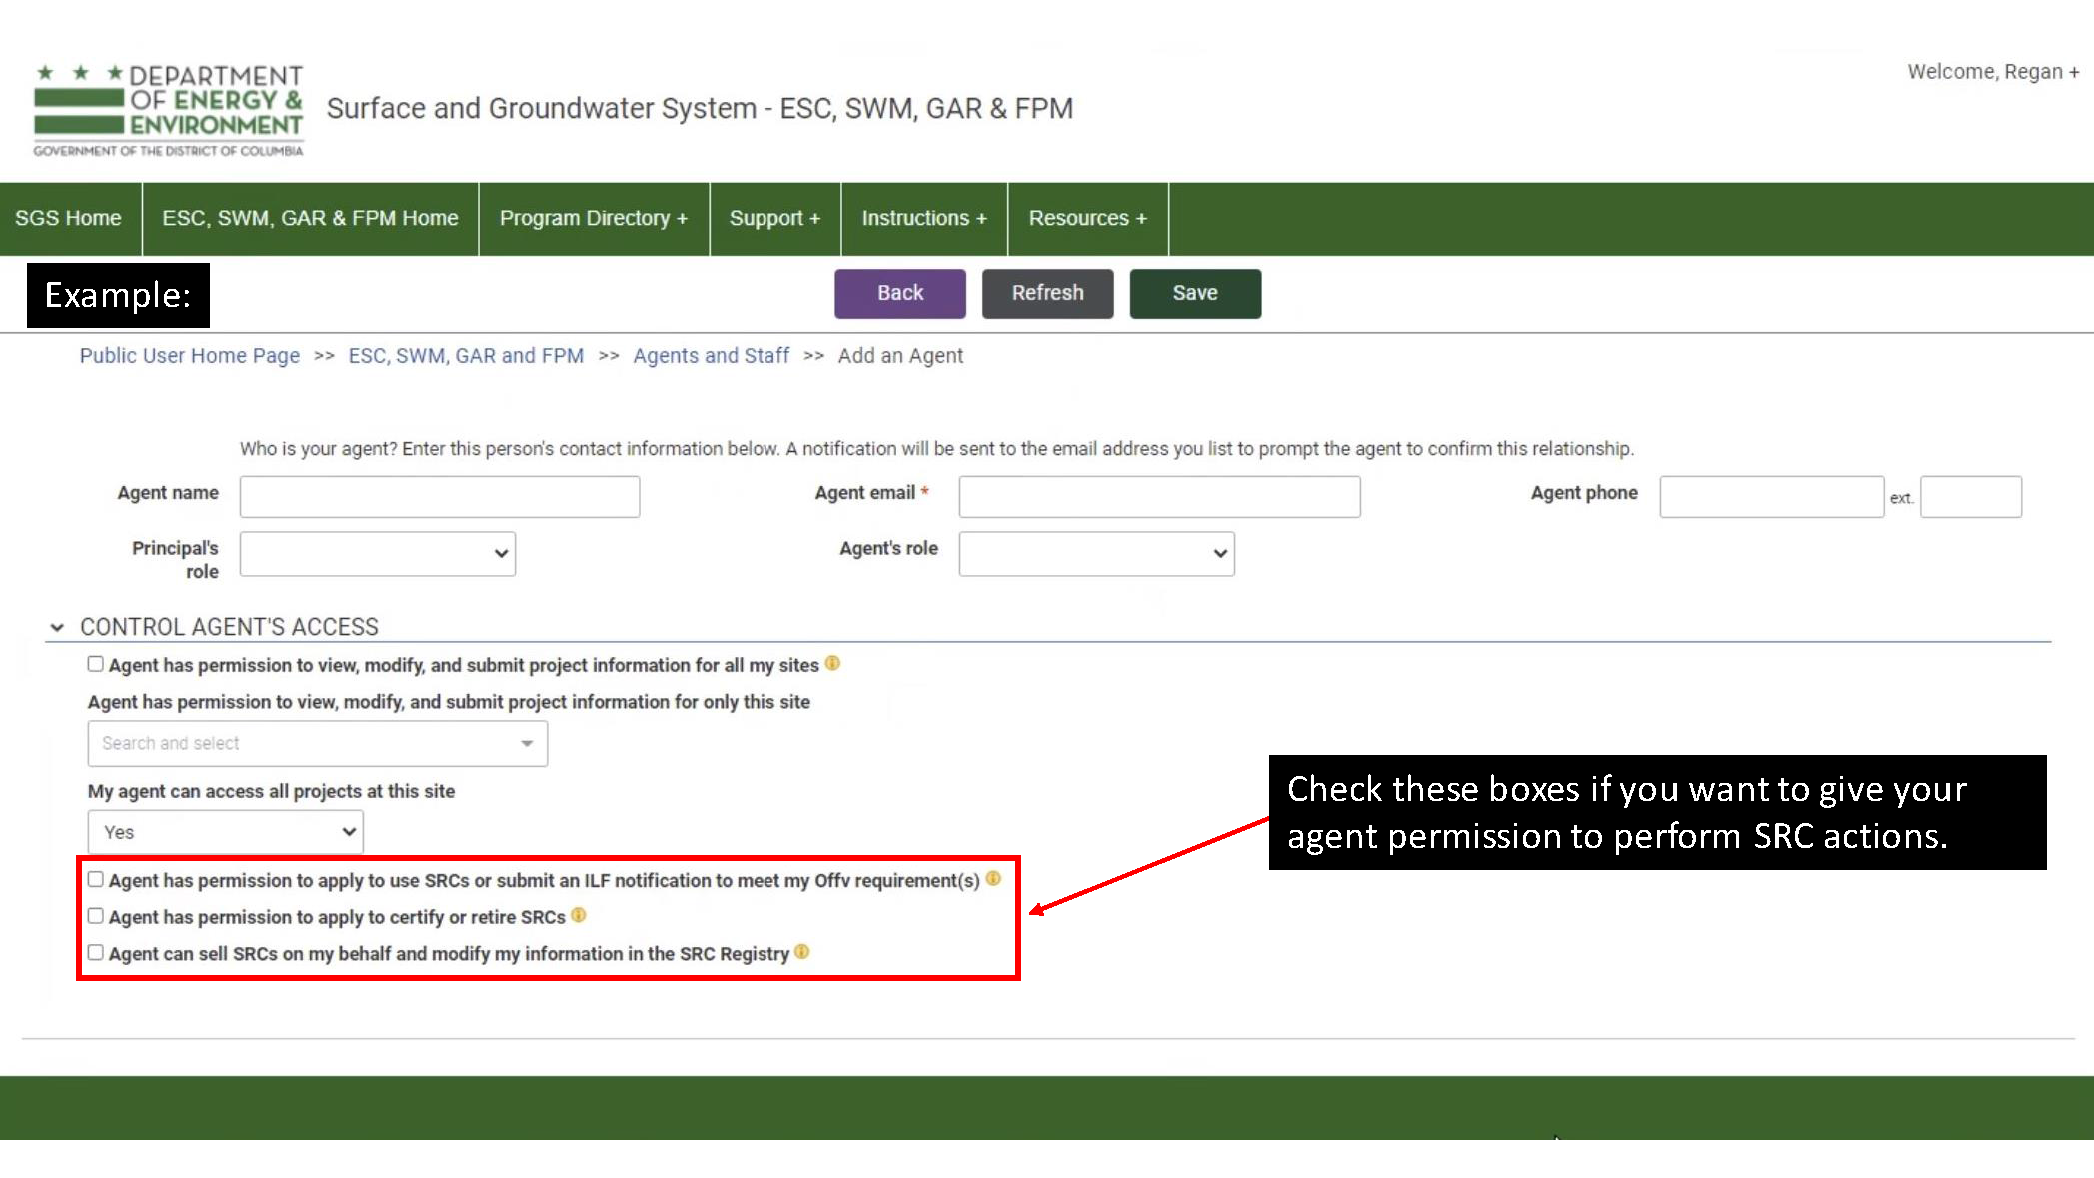 DEPARTMENT
OF ENERGY &
ENVIRONMENT
GOVERNMENT OF THE DISTRICT OF COLUMBIA
Surface and Groundwater System - ESC, SWM, GAR & FPM
Welcome, Regan +
SGS Home ESC, SWM, GAR & FPM Home Program Directory + Support + Instructions + Resources +
Example:
Back Refresh Save
Public User Home Page >> ESC, SWM, GAR and FPM >> Agents and Staff >> Add an Agent
Who is your agent? Enter this person's contact information below. A notification will be sent to the email address you list to prompt the agent to confirm this relationship.
Agent name Agent email * Agent phone ext.
Principal's
role
Agent's role
CONTROL AGENT'S ACCESS
Agent has permission to view, modify, and submit project information for all my sites
Agent has permission to view, modify, and submit project information for only this site
Search and select
My agent can access all projects at this site
Yes
Agent has permission to apply to use SRCs or submit an ILF notification to meet my Offv requirement(s)
Agent has permission to apply to certify or retire SRCs
Agent can sell SRCs on my behalf and modify my information in the SRC Registry
Check these boxes if you want to give your
agent permission to perform SRC actions.